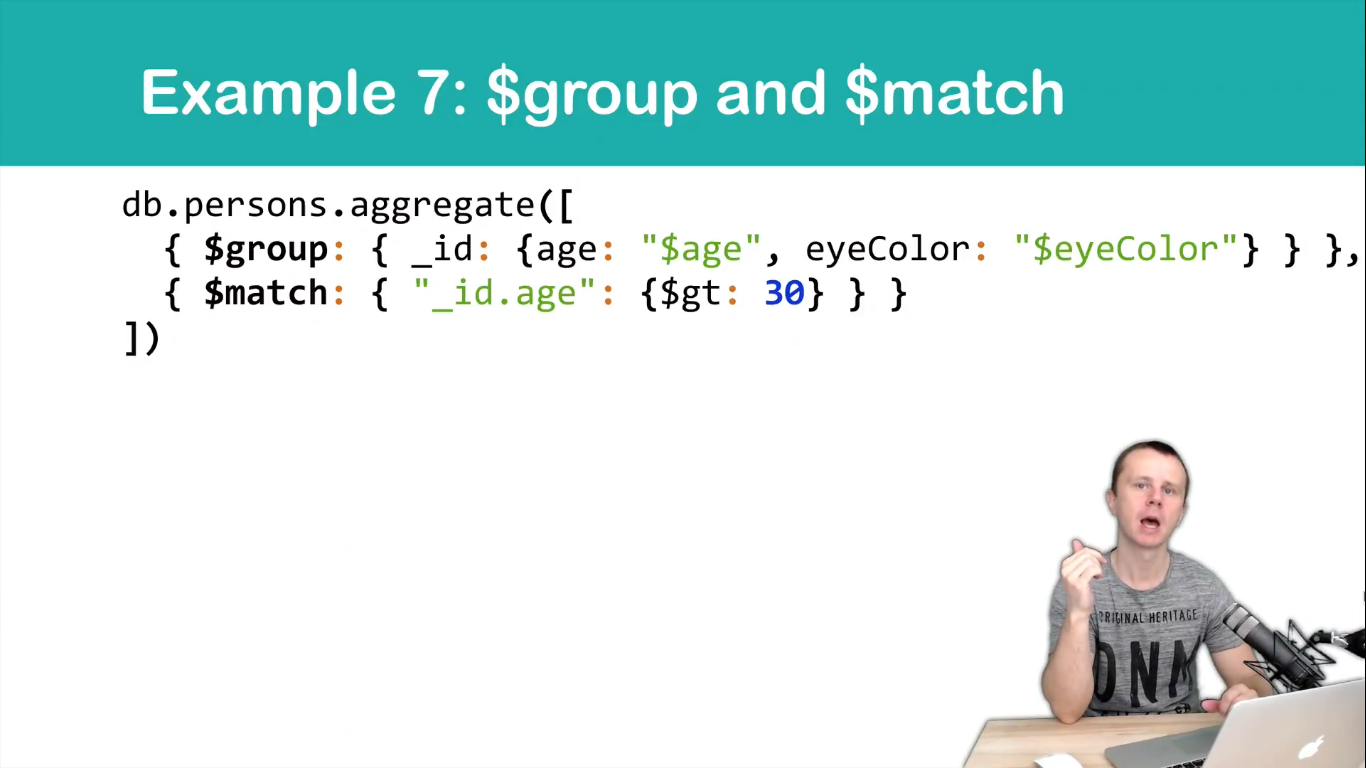 Example 7: $group and $match
db.persons.aggregate([
{ $group: { _id: {age: "$age", eyeColor: "$eyeColor"} } },
{ $match: { "_id.age": {$gt: 30} } }
])
ORIGINAL HERITAGE